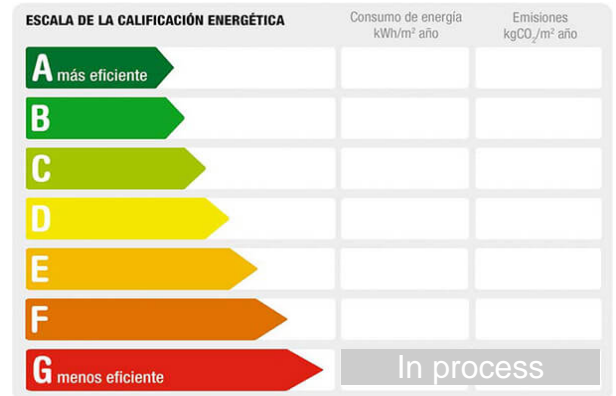 ESCALA DE LA CALIFICACIÓN ENERGÉTICA
Consumo de energía
kWh/m² año
Emisiones
kgCO₂/m² año
A más eficiente
B
C
D
E
F
G menos eficiente
In process